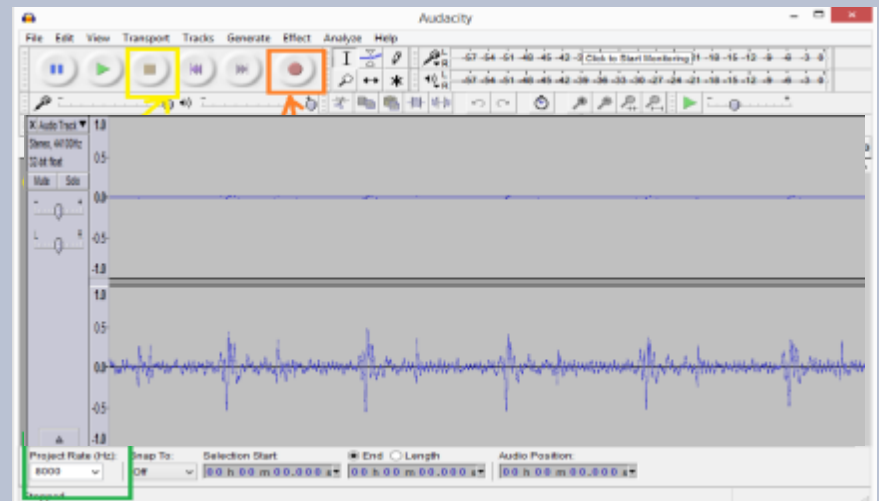 Audacity
File Edit View Transport Tracks Generate Effect Analyze Help
-57 -54 -51 -48 -45 -42 -3 Click to Start Monitoring -18 -15 -12 -9 -6 -3 0
-57 -54 -51 -48 -45 -42 -39 -36 -33 -30 -27 -24 -21 -18 -15 -12 -9 -6 -3 0
Audio Track 1.0
Stereo, 44100Hz
32-bit float 0.5-
Mute Solo
0.0
L R -0.5-
-1.0
1.0
0.5-
0.0
-0.5-
-1.0
Project Rate (Hz): Snap To: Selection Start End Length Audio Position:
8000 Off 00 h 00 m 00.000 s 00 h 00 m 00.000 s 00 h 00 m 00.000 s
Stopped